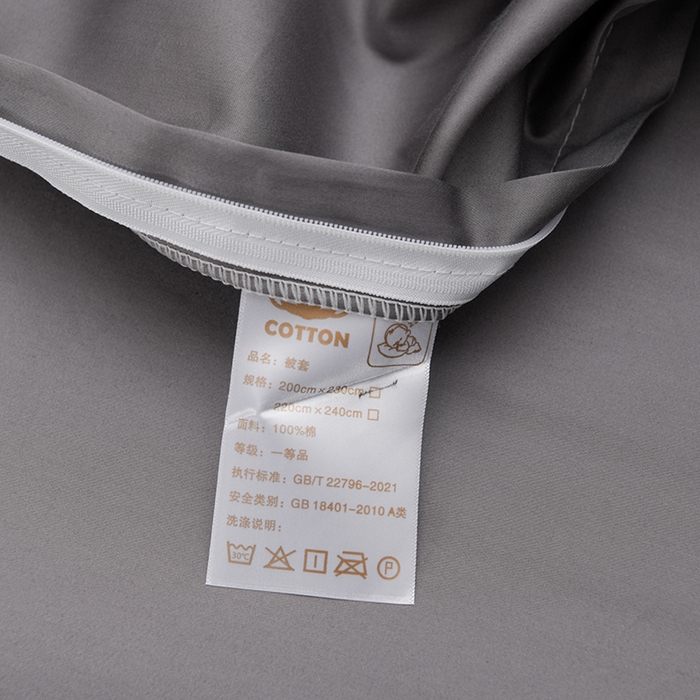 COTTON
品名：被套
规格：200cm×230cm
220cm×240cm
面料：100%棉
等级：一等品
执行标准：GB/T 22796-2021
安全类别：GB 18401-2010 A类
洗涤说明：
30℃
P